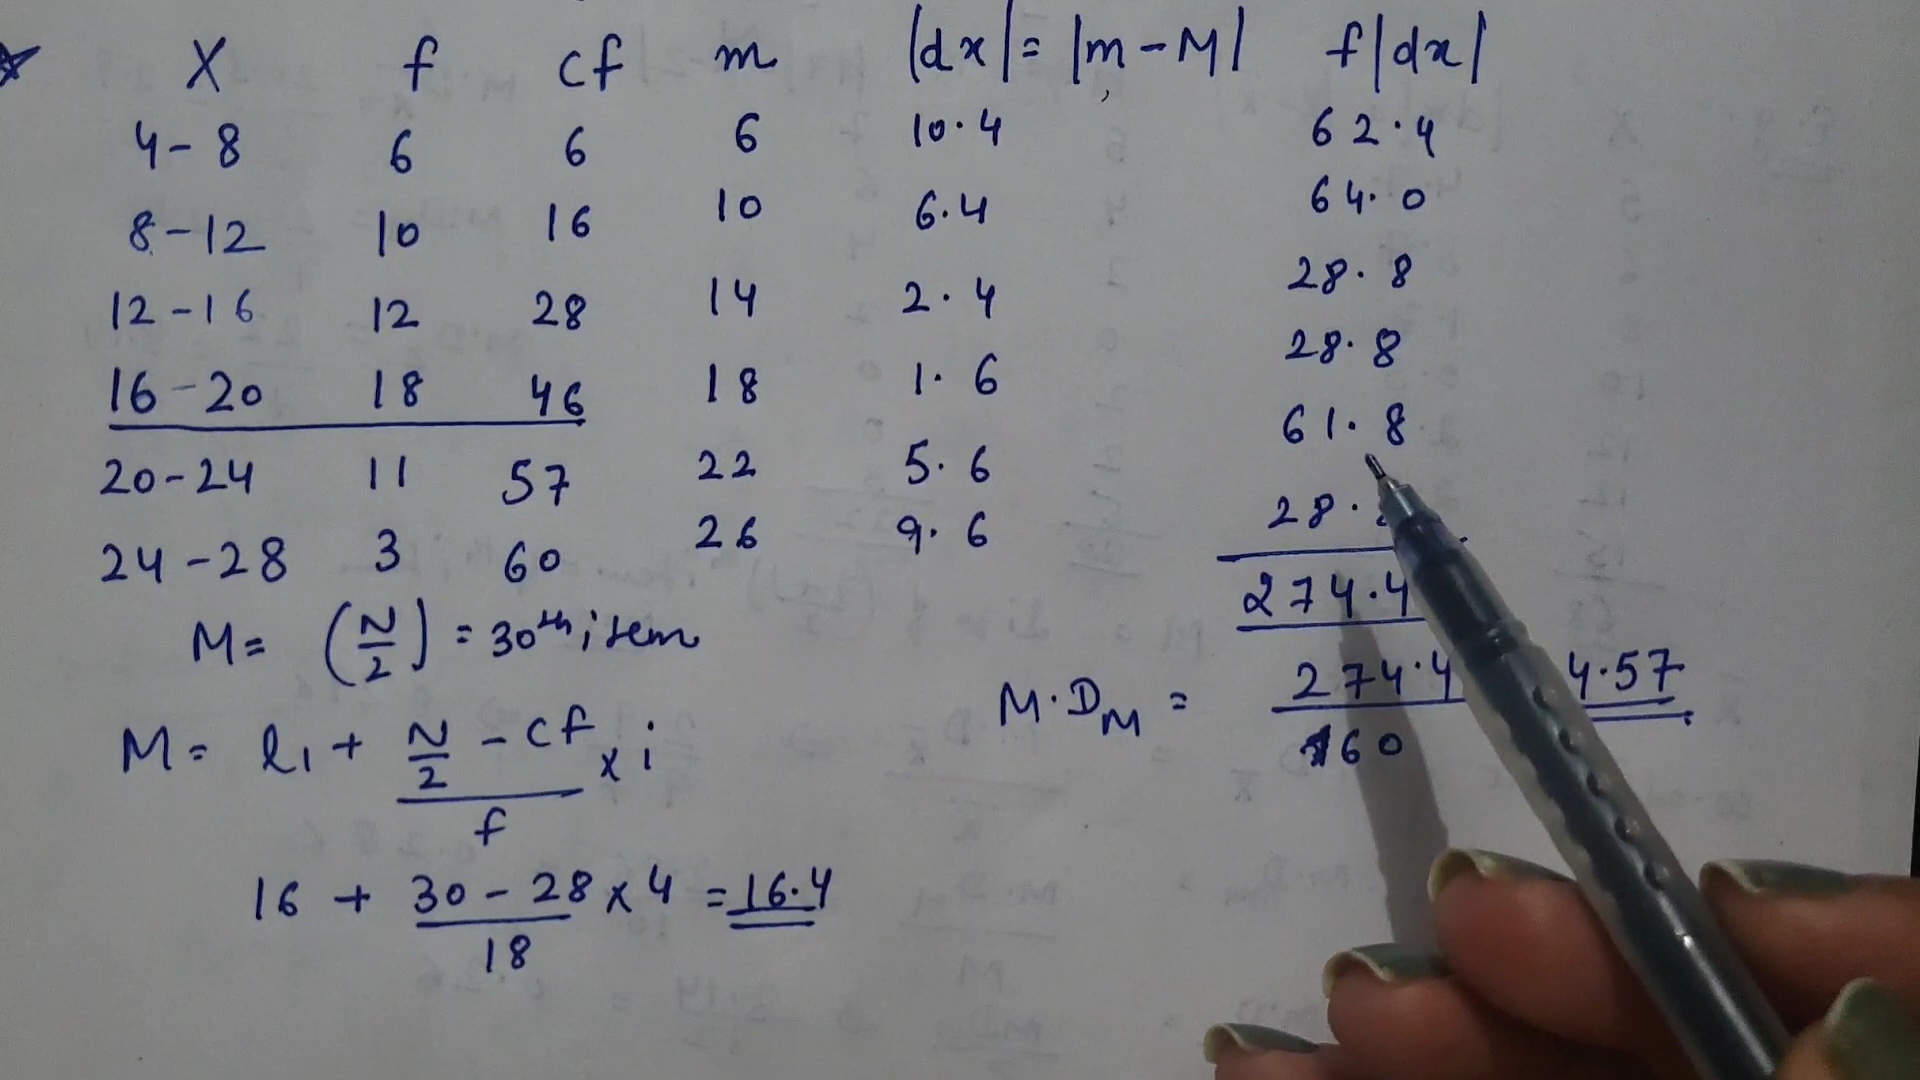 X f cf m |dx| = |m-M| f|dx|
4-8 6 6 6 10.4 62.4
8-12 10 16 10 6.4 64.0
12-16 12 28 14 2.4 28.8
16-20 18 46 18 1.6 28.8
20-24 11 57 22 5.6 61.8
24-28 3 60 26 9.6 28.
274.4
M = (N/2) = 30th item
M.D_M = 274.4/60 4.57
M = l₁ + (N/2 - cf)/f x i
16 + (30-28)/18 x 4 = 16.4